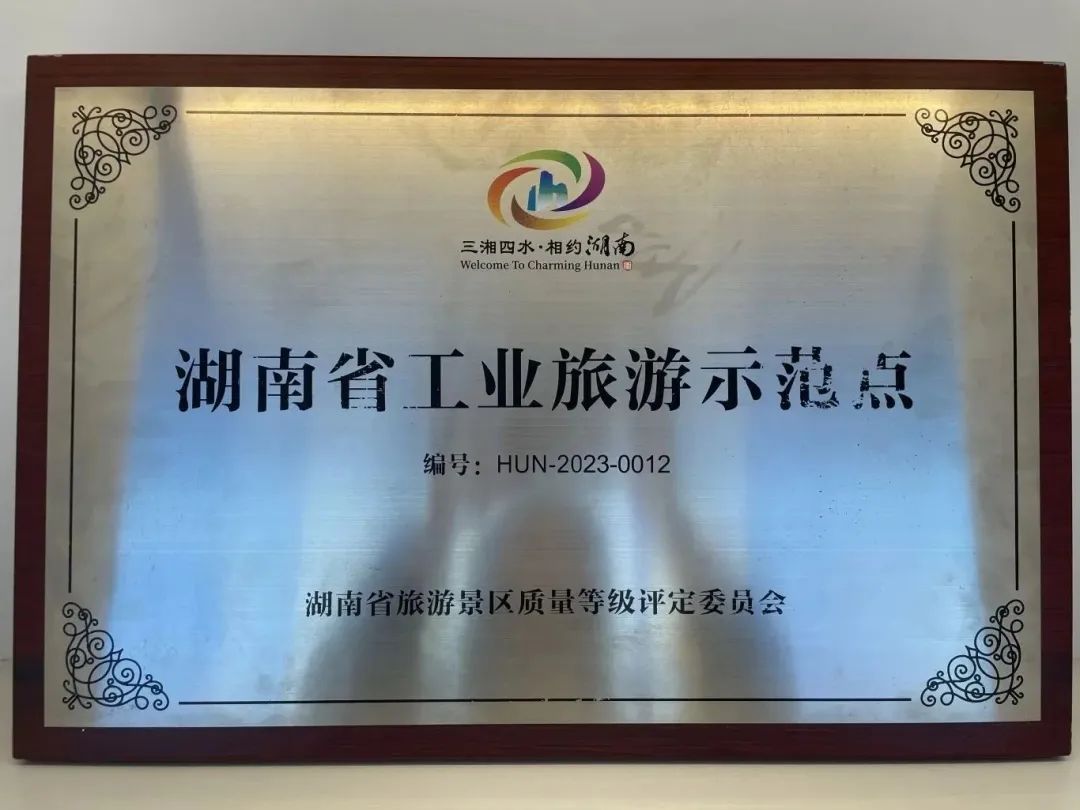 三湘四水·相约湖南
Welcome To Charming Hunan
湖南省工业旅游示范点
编号：HUN-2023-0012
湖南省旅游景区质量等级评定委员会